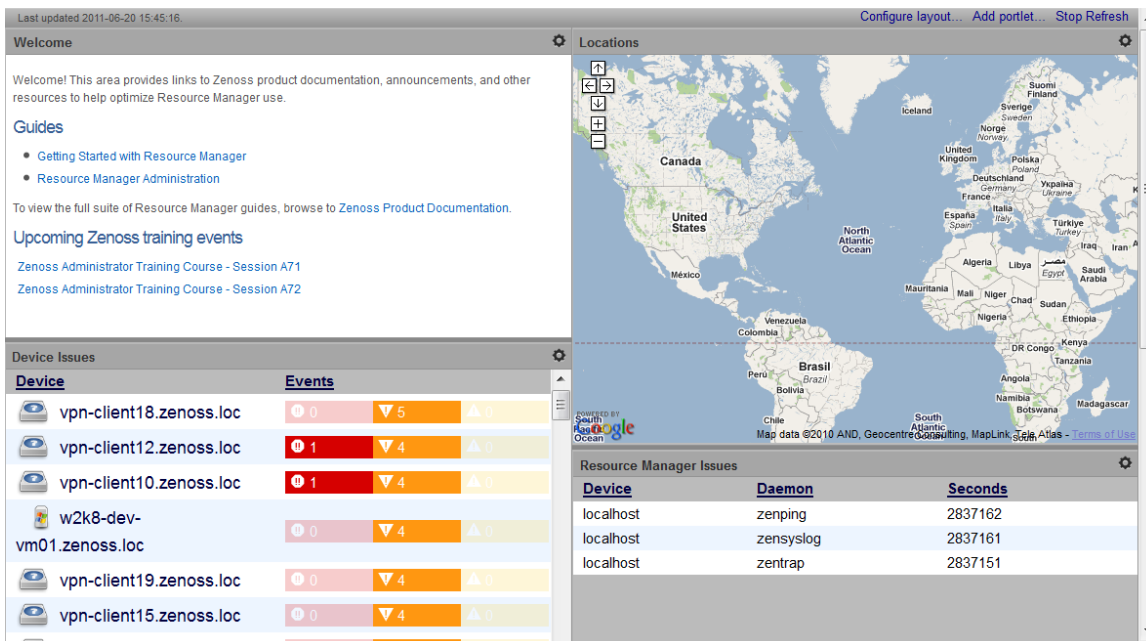 Last updated 2011-06-20 15:45:16.
Configure layout... Add portlet... Stop Refresh
Welcome
Welcome! This area provides links to Zenoss product documentation, announcements, and other
resources to help optimize Resource Manager use.
Guides
Getting Started with Resource Manager
Resource Manager Administration
To view the full suite of Resource Manager guides, browse to Zenoss Product Documentation.
Upcoming Zenoss training events
Zenoss Administrator Training Course - Session A71
Zenoss Administrator Training Course - Session A72
Device Issues
Device Events
vpn-client18.zenoss.loc 0 5 0
vpn-client12.zenoss.loc 1 4 0
vpn-client10.zenoss.loc 1 4 0
w2k8-dev-
vm01.zenoss.loc 0 4 0
vpn-client19.zenoss.loc 0 4 0
vpn-client15.zenoss.loc 0 4 0
Locations
Suomi
Finland
Iceland
Sverige
Sweden
Norge
Norway
United
Kingdom
Polska
Poland
Canada
Deutschland
Germany
Україна
Ukraine
France
Italia
Italy
España
Spain
Türkiye
Turkey
United
States
North
Atlantic
Ocean
Iraq
Iran
Algeria
Libya
مصر
Egypt
Saudi
Arabia
México
Mauritania
Mali
Niger
Chad
Sudan
Nigeria
Ethiopia
Venezuela
Colombia
Kenya
DR Congo
Tanzania
Brasil
Brazil
Perú
Bolivia
Angola
Namibia
Botswana
Madagascar
Chile
South
Atlantic
Ocean
South
POWERED BY
Google
South
Ocean
Map data ©2010 AND, Geocentre Consulting, MapLink, Tele Atlas - Terms of Use
Resource Manager Issues
Device Daemon Seconds
localhost zenping 2837162
localhost zensyslog 2837161
localhost zentrap 2837151